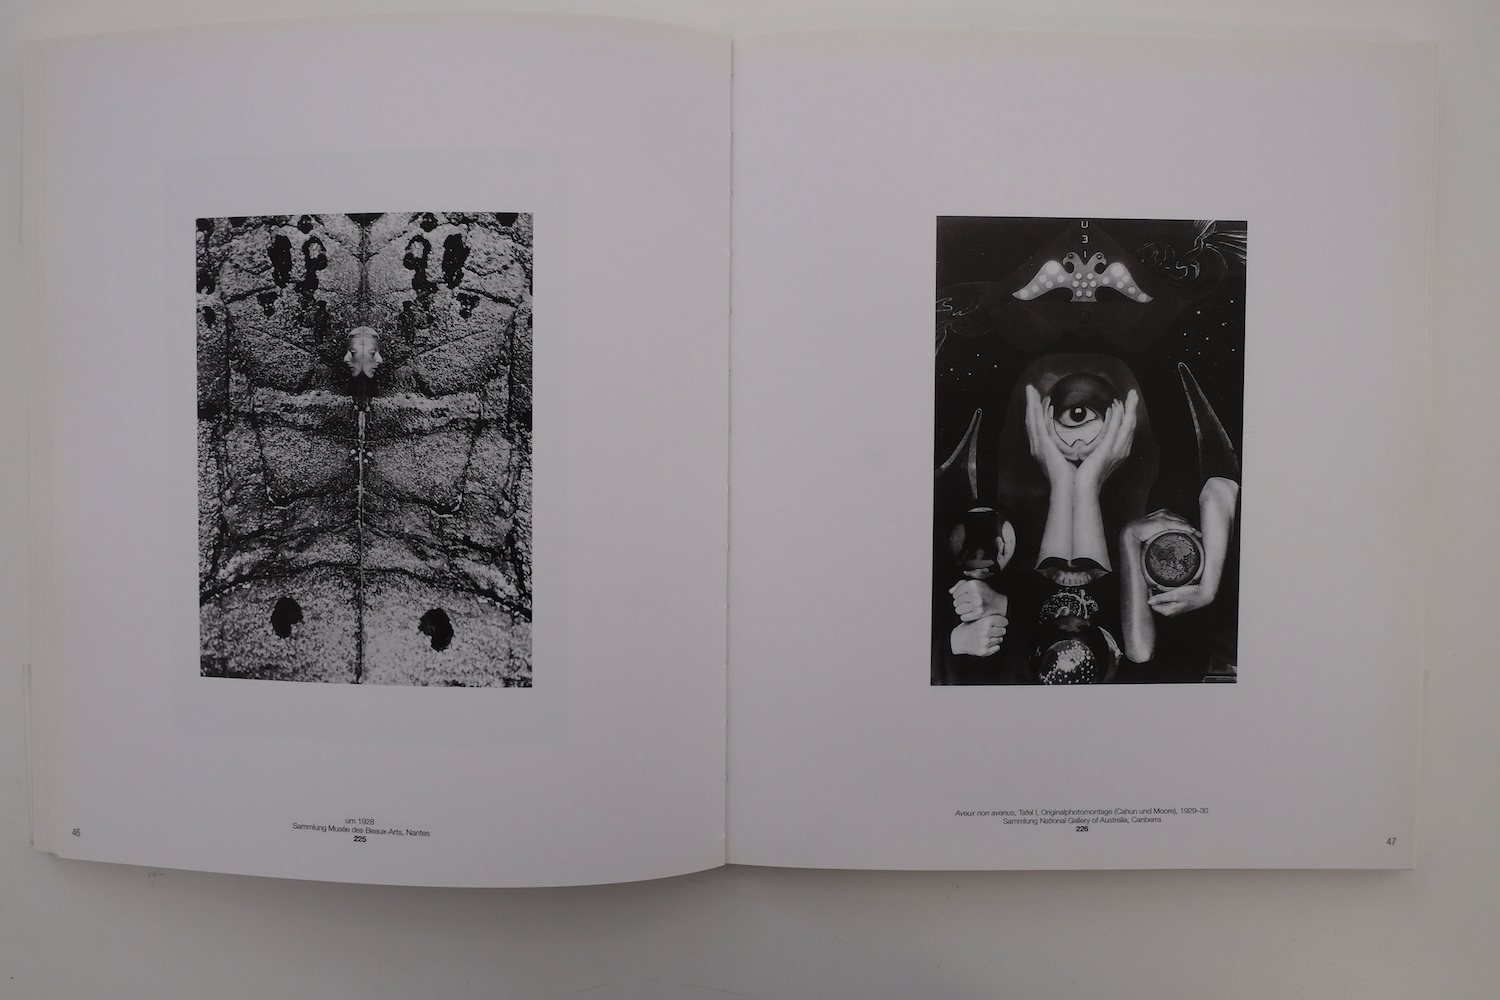 um 1928
Sammlung Musée des Beaux-Arts, Nantes
225
46
U
3
I
Aveux non avenus, Tafel I, Originalphotomontage (Cahun und Moore), 1929–30
Sammlung National Gallery of Australia, Canberra
226
47